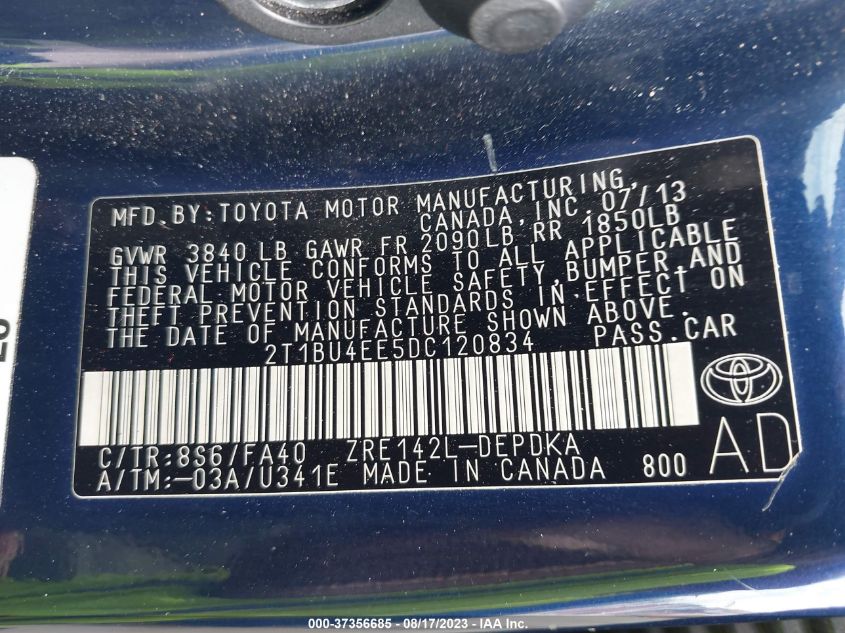 MFD. BY: TOYOTA MOTOR MANUFACTURING,
CANADA, INC. 07/13
GVWR 3840 LB GAWR FR 2090LB RR 1850LB
THIS VEHICLE CONFORMS TO ALL APPLICABLE
FEDERAL MOTOR VEHICLE SAFETY, BUMPER AND
THEFT PREVENTION STANDARDS IN EFFECT ON
THE DATE OF MANUFACTURE SHOWN ABOVE.
2T1BU4EE5DC120834 PASS. CAR
C/TR: 8S6/FA40 ZRE142L-DEPDKA
A/TM:-03A/U341E MADE IN CANADA 800 AD
000-37356685 - 08/17/2023 - IAA Inc.